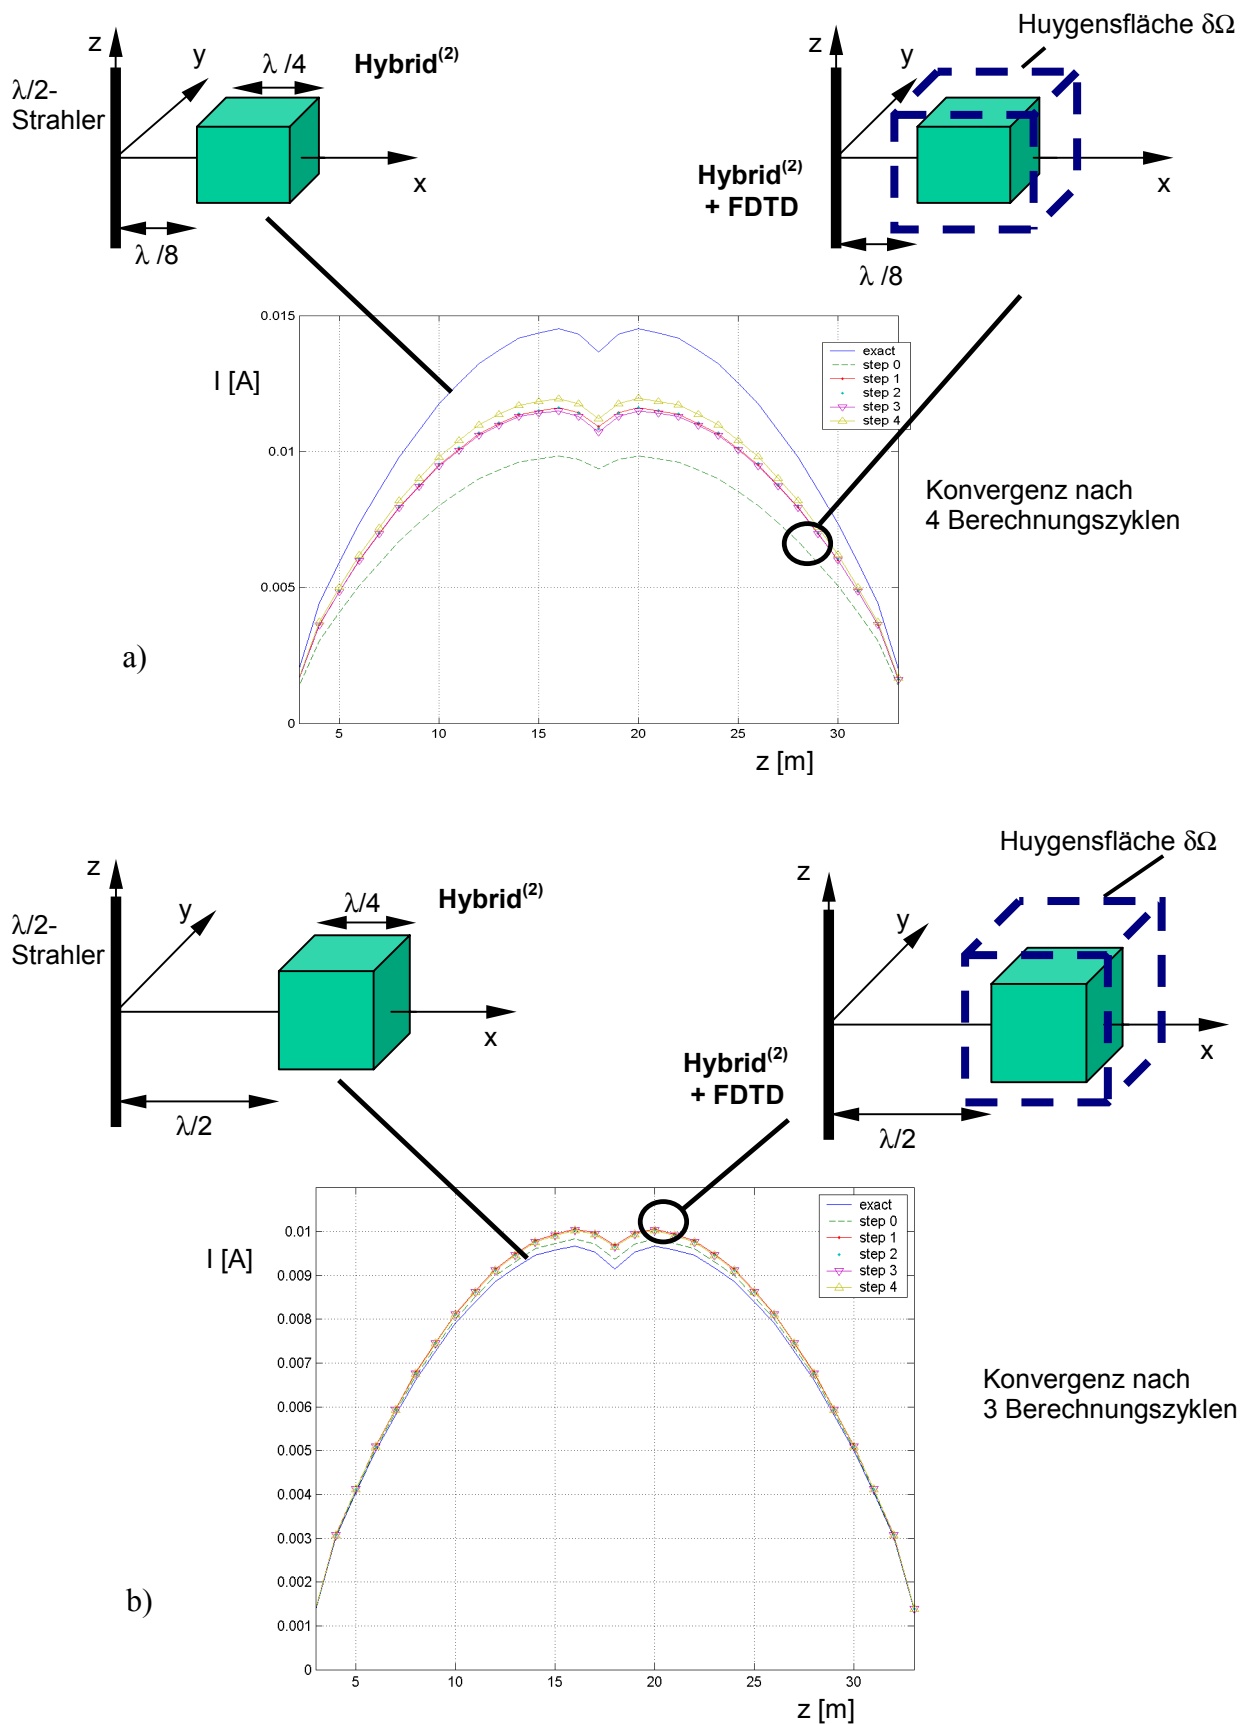 z
y
λ/4
Hybrid(2)
λ/2-
Strahler
x
λ/8
Huygensfläche δΩ
z
y
Hybrid(2)
+ FDTD
x
λ/8
I [A]
0.015
0.01
0.005
0
5
10
15
20
25
30
z [m]
exact
step 0
step 1
step 2
step 3
step 4
Konvergenz nach
4 Berechnungszyklen
a)
z
y
λ/4
Hybrid(2)
λ/2-
Strahler
x
λ/2
Huygensfläche δΩ
z
y
Hybrid(2)
+ FDTD
x
λ/2
I [A]
0.01
0.009
0.008
0.007
0.006
0.005
0.004
0.003
0.002
0.001
0
5
10
15
20
25
30
z [m]
exact
step 0
step 1
step 2
step 3
step 4
Konvergenz nach
3 Berechnungszyklen
b)